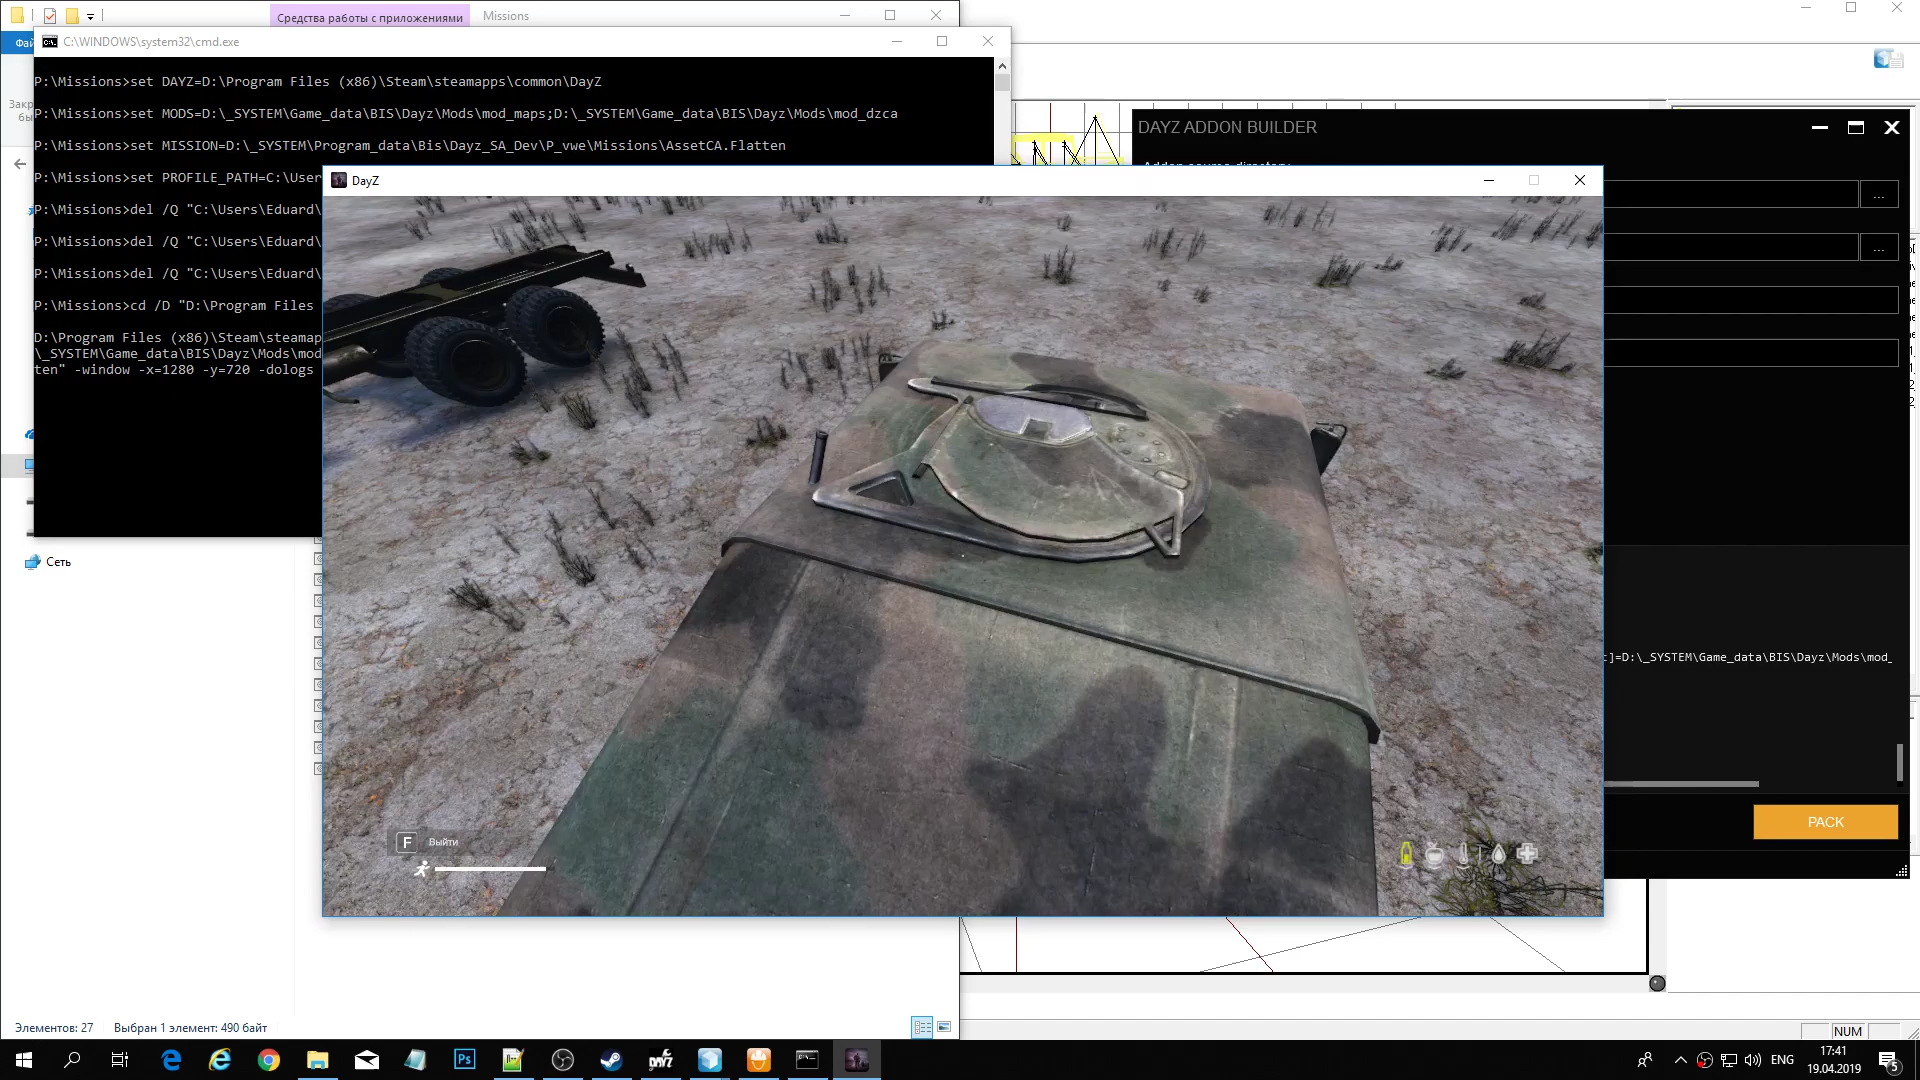 Средства работы с приложениями
Missions
C:\WINDOWS\system32\cmd.exe
P:\Missions>set DAYZ=D:\Program Files (x86)\Steam\steamapps\common\DayZ
P:\Missions>set MODS=D:\_SYSTEM\Game_data\BIS\Dayz\Mods\mod_maps;D:\_SYSTEM\Game_data\BIS\Dayz\Mods\mod_dzca
P:\Missions>set MISSION=D:\_SYSTEM\Program_data\Bis\Dayz_SA_Dev\P_vwe\Missions\AssetCA.Flatten
P:\Missions>set PROFILE_PATH=C:\User
P:\Missions>del /Q "C:\Users\Eduard\
P:\Missions>del /Q "C:\Users\Eduard\
P:\Missions>del /Q "C:\Users\Eduard\
P:\Missions>cd /D "D:\Program Files
D:\Program Files (x86)\Steam\steamap
\_SYSTEM\Game_data\BIS\Dayz\Mods\mod
ten" -window -x=1280 -y=720 -dologs
DAYZ ADDON BUILDER
DayZ
...
...
c]=D:\_SYSTEM\Game_data\BIS\Dayz\Mods\mod_
PACK
F Выйти
Сеть
Элементов: 27 Выбран 1 элемент: 490 байт
NUM
Ps
DAYZ
ENG
17:41
19.04.2019
5